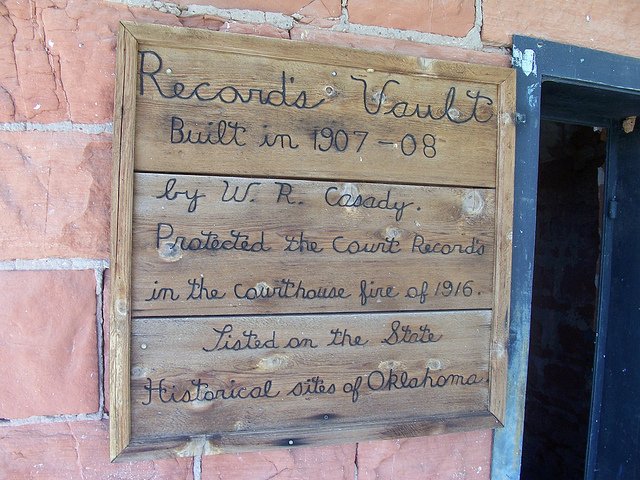 Record's Vault
Built in 1907-08
by W. R. Casady.
Protected the Court Record's
in the courthouse fire of 1916.
Listed on the State
Historical sites of Oklahoma.